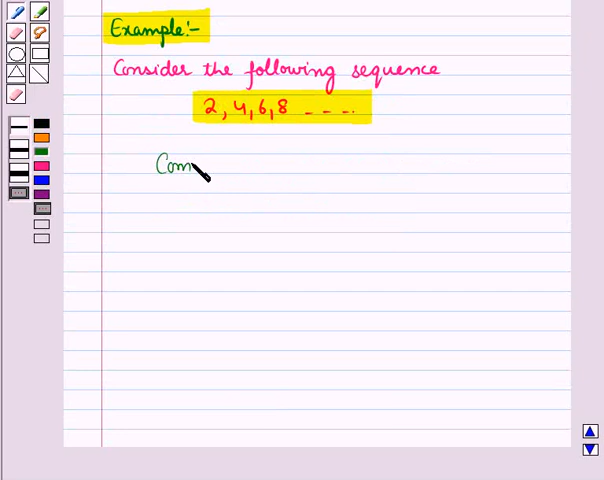 Example:-
Consider the following sequence
2, 4, 6, 8 - - - -
Com